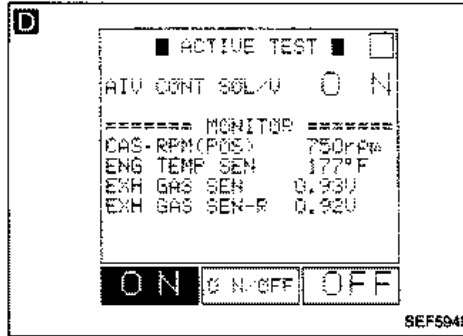 D
■ ACTIVE TEST ■
AIV CONT SOL/V ON
======= MONITOR =======
CAS-RPM(POS) 750rpm
ENG TEMP SEN 177°F
EXH GAS SEN 0.93V
EXH GAS SEN-R 0.92V
ON ON/OFF OFF